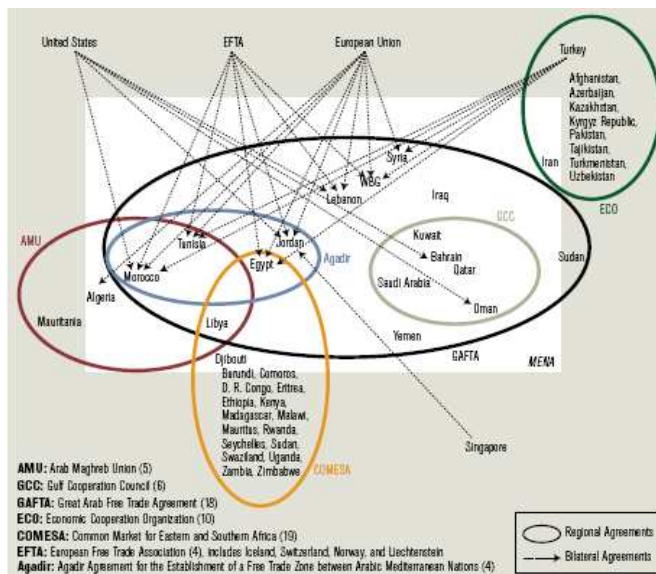 United States
EFTA
European Union
Turkey
Afghanistan,
Azerbaijan,
Kazakhstan,
Kyrgyz Republic,
Pakistan,
Tajikistan,
Turkmenistan,
Uzbekistan
Iran
ECO
Syria
WBG
Lebanon
Iraq
GCC
AMU
Kuwait
Tunisia
Jordan
Agadir
Bahrain
Sudan
Egypt
Qatar
Morocco
Saudi Arabia
Algeria
Oman
Mauritania
Libya
Yemen
GAFTA
MENA
Djibouti
Burundi, Comoros,
D. R. Congo, Eritrea,
Ethiopia, Kenya,
Madagascar, Malawi,
Mauritus, Rwanda,
Seychelles, Sudan,
Swaziland, Uganda,
Zambia, Zimbabwe
Singapore
COMESA
AMU: Arab Maghreb Union (5)
GCC: Gulf Cooperation Council (6)
GAFTA: Great Arab Free Trade Agreement (18)
ECO: Economic Cooperation Organization (10)
COMESA: Common Market for Eastern and Southern Africa (19)
EFTA: European Free Trade Association (4), includes Iceland, Switzerland, Norway, and Liechtenstein
Agadir: Agadir Agreement for the Establishment of a Free Trade Zone between Arabic Mediterranean Nations (4)
Regional Agreements
Bilateral Agreements